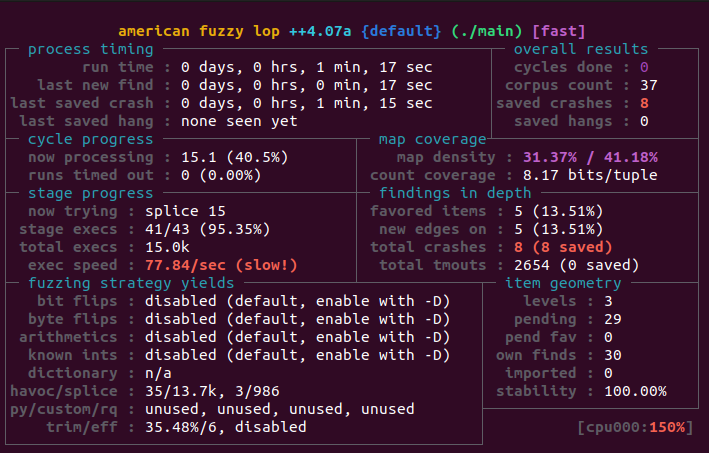 american fuzzy lop ++4.07a {default} (./main) [fast]
process timing overall results
run time : 0 days, 0 hrs, 1 min, 17 sec cycles done : 0
last new find : 0 days, 0 hrs, 0 min, 17 sec corpus count : 37
last saved crash : 0 days, 0 hrs, 1 min, 15 sec saved crashes : 8
last saved hang : none seen yet saved hangs : 0
cycle progress map coverage
now processing : 15.1 (40.5%) map density : 31.37% / 41.18%
runs timed out : 0 (0.00%) count coverage : 8.17 bits/tuple
stage progress findings in depth
now trying : splice 15 favored items : 5 (13.51%)
stage execs : 41/43 (95.35%) new edges on : 5 (13.51%)
total execs : 15.0k total crashes : 8 (8 saved)
exec speed : 77.84/sec (slow!) total tmouts : 2654 (0 saved)
fuzzing strategy yields item geometry
bit flips : disabled (default, enable with -D) levels : 3
byte flips : disabled (default, enable with -D) pending : 29
arithmetics : disabled (default, enable with -D) pend fav : 0
known ints : disabled (default, enable with -D) own finds : 30
dictionary : n/a imported : 0
havoc/splice : 35/13.7k, 3/986 stability : 100.00%
py/custom/rq : unused, unused, unused, unused
trim/eff : 35.48%/6, disabled [cpu000:150%]